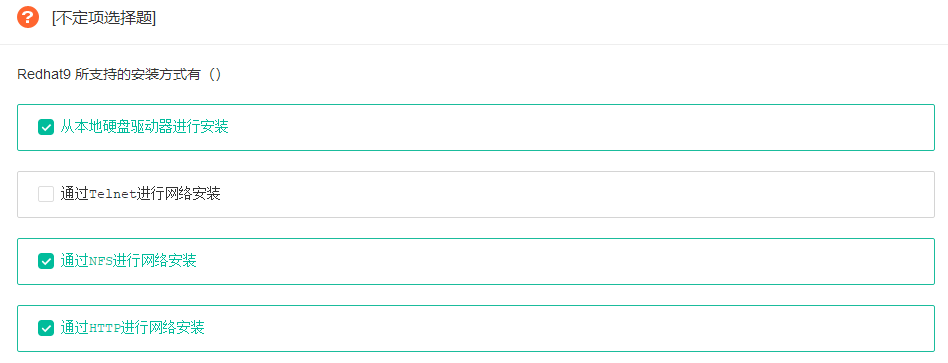 [不定项选择题]
Redhat9 所支持的安装方式有（）
从本地硬盘驱动器进行安装
通过Telnet进行网络安装
通过NFS进行网络安装
通过HTTP进行网络安装